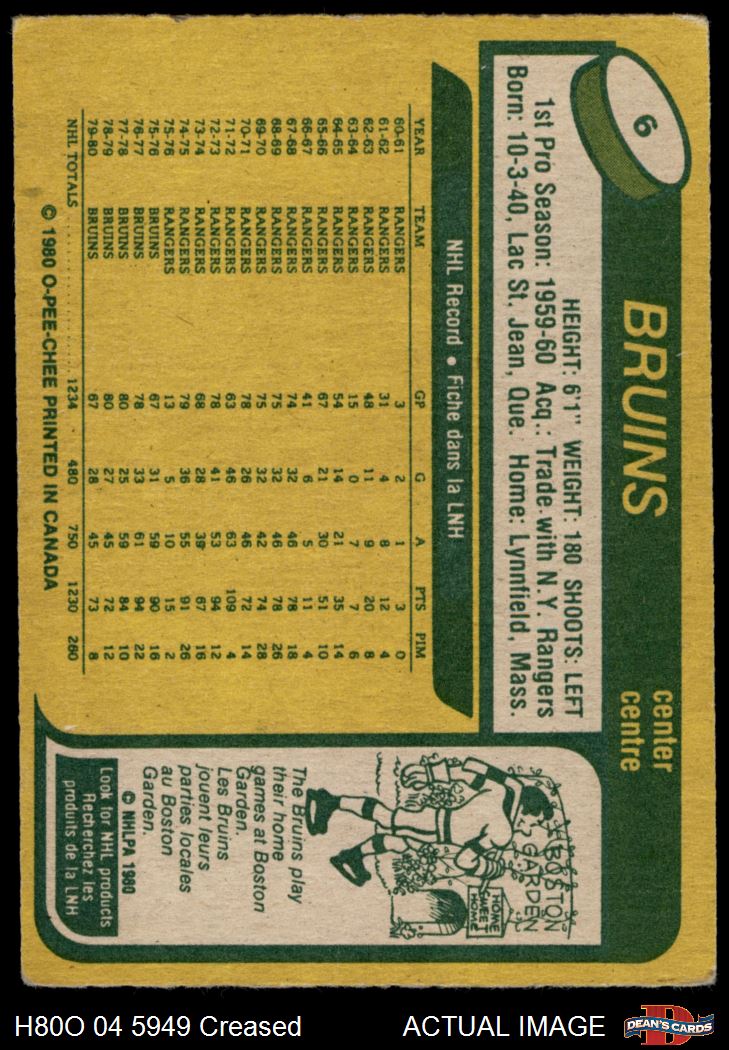 6
BRUINS
center
centre
HEIGHT: 6'1" WEIGHT: 180 SHOOTS: LEFT
1st Pro Season: 1959-60 Acq.: Trade with N.Y. Rangers
Born: 10-3-40, Lac St. Jean, Que. Home: Lynnfield, Mass.
NHL Record • Fiche dans la LNH
YEAR TEAM GP G A PTS PIM
60-61 RANGERS 3 2 1 3 0
61-62 RANGERS 31 4 8 12 4
62-63 RANGERS 48 11 9 20 8
63-64 RANGERS 15 0 7 7 6
64-65 RANGERS 54 14 21 35 14
65-66 RANGERS 67 21 30 51 10
66-67 RANGERS 41 6 5 11 4
67-68 RANGERS 74 32 46 78 18
68-69 RANGERS 75 32 46 78 26
69-70 RANGERS 75 32 42 74 28
70-71 RANGERS 78 26 46 72 14
71-72 RANGERS 63 46 63 109 4
72-73 RANGERS 78 41 53 94 12
73-74 RANGERS 68 28 39 67 16
74-75 RANGERS 79 36 55 91 26
75-76 RANGERS 13 5 10 15 2
75-76 BRUINS 67 31 59 90 16
76-77 BRUINS 78 33 61 94 22
77-78 BRUINS 80 25 59 84 10
78-79 BRUINS 80 27 45 72 12
79-80 BRUINS 67 28 45 73 8
NHL TOTALS 1234 480 750 1230 260
© 1980 O-PEE-CHEE PRINTED IN CANADA
BOSTON
GARDEN
HOME
SWEET
HOME
The Bruins play
their home
games at Boston
Garden.
Les Bruins
jouent leurs
parties locales
au Boston
Garden.
© NHLPA 1980
Look for NHL products
Recherchez les
produits de la LNH
H80O 04 5949 Creased
ACTUAL IMAGE
D
DEAN'S CARDS